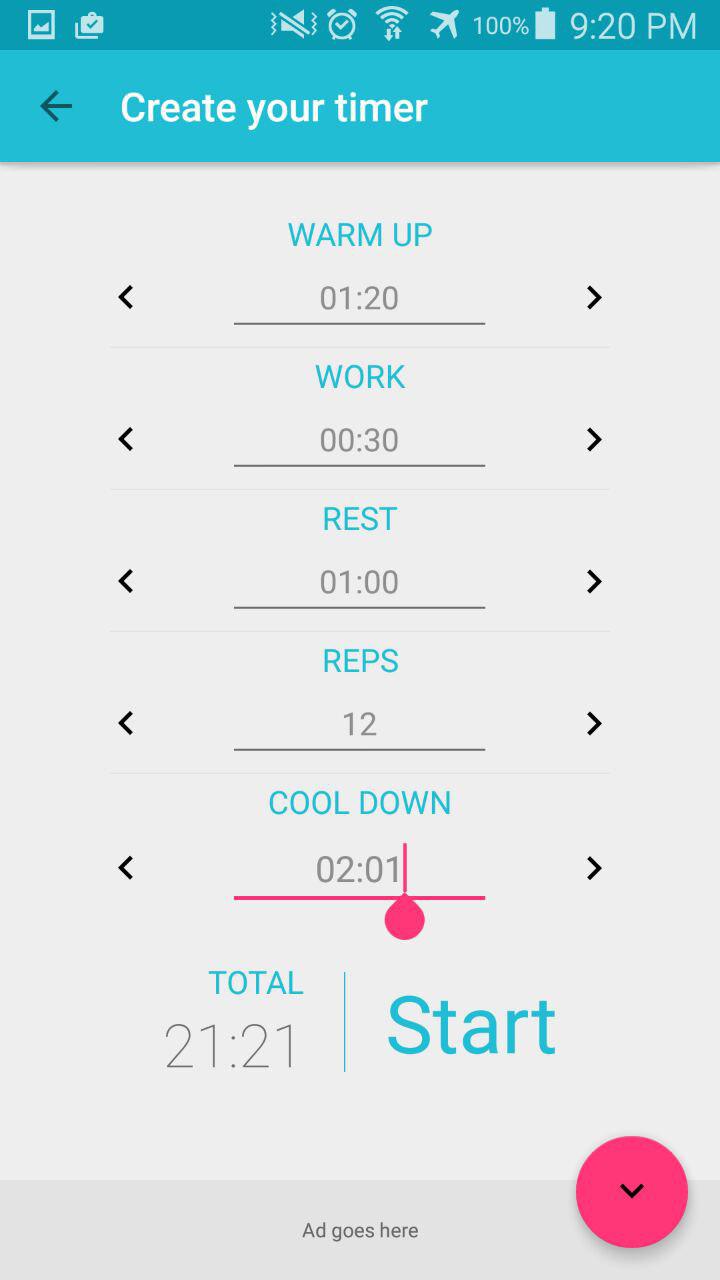 100% 9:20 PM
Create your timer
WARM UP
01:20
WORK
00:30
REST
01:00
REPS
12
COOL DOWN
02:01
TOTAL
21:21
Start
Ad goes here